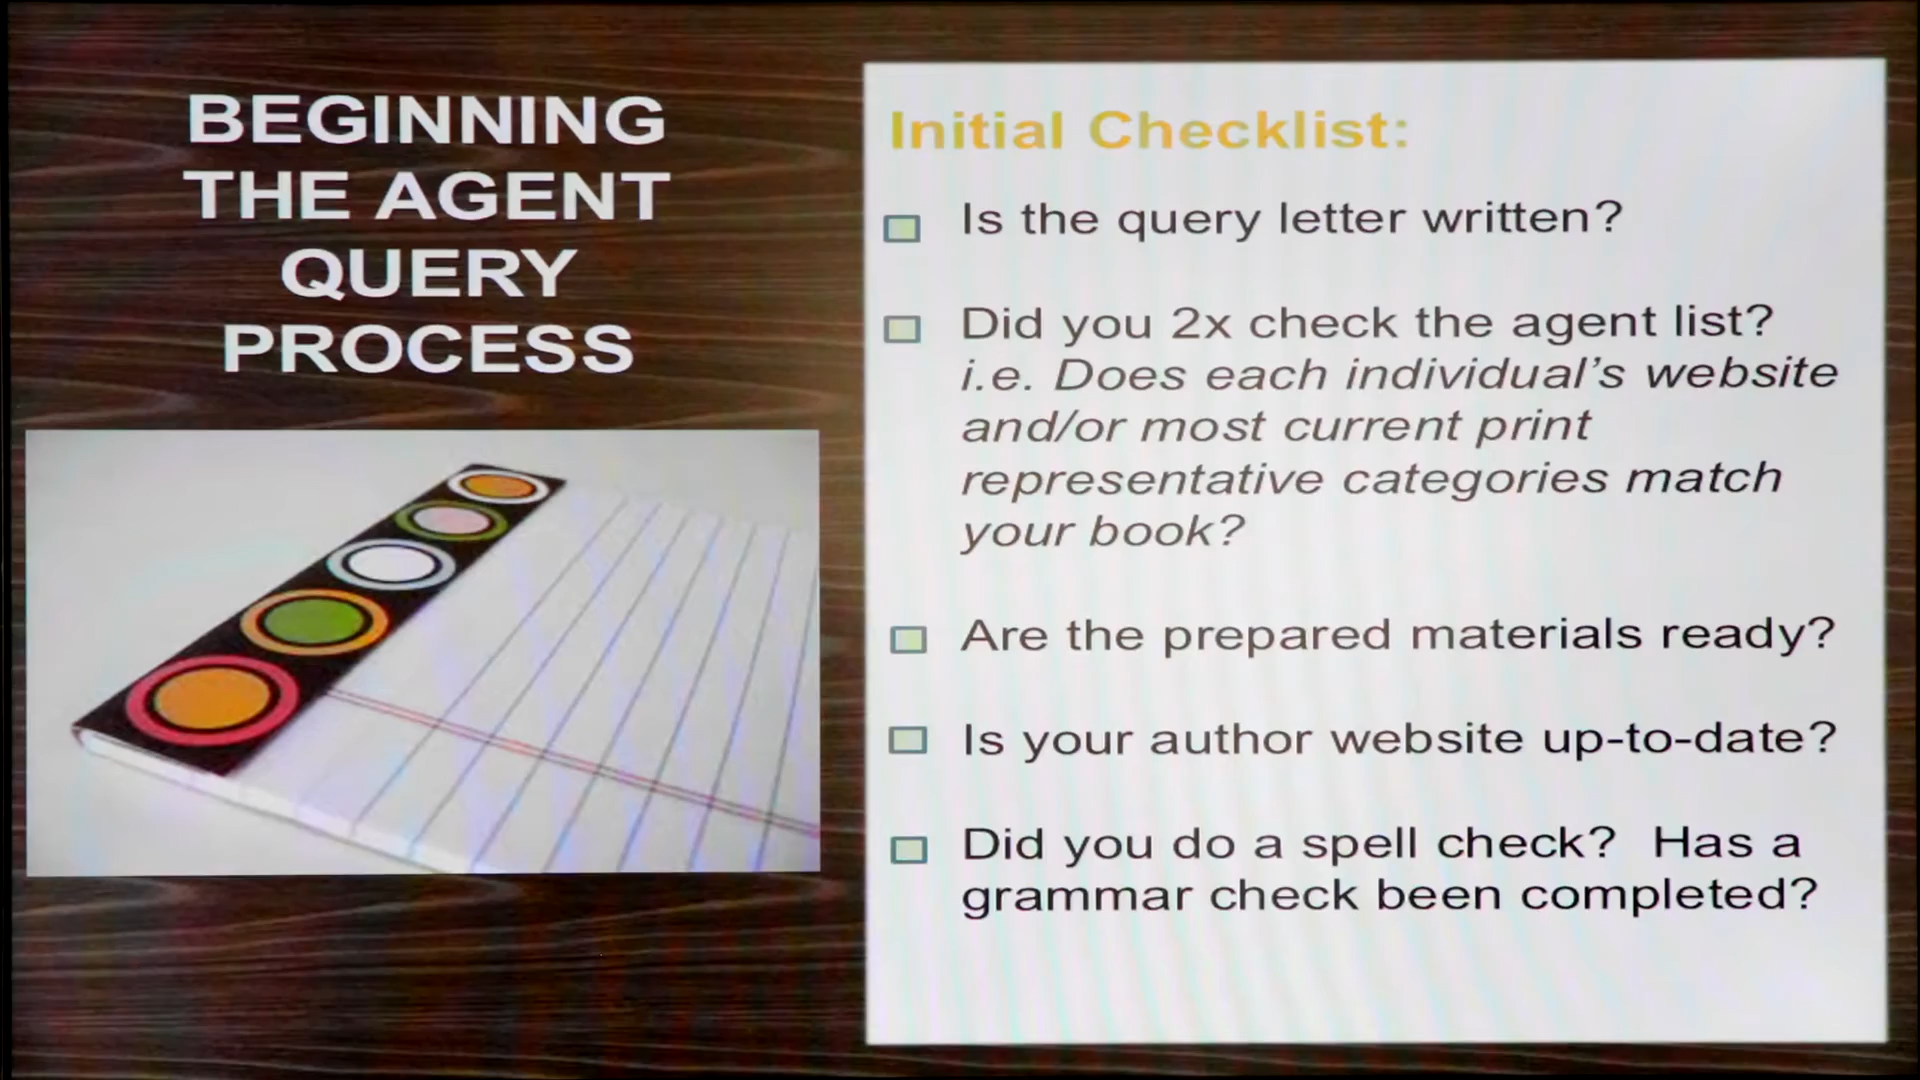 BEGINNING
THE AGENT
QUERY
PROCESS
Initial Checklist:
Is the query letter written?
Did you 2x check the agent list?
i.e. Does each individual’s website
and/or most current print
representative categories match
your book?
Are the prepared materials ready?
Is your author website up-to-date?
Did you do a spell check?  Has a
grammar check been completed?